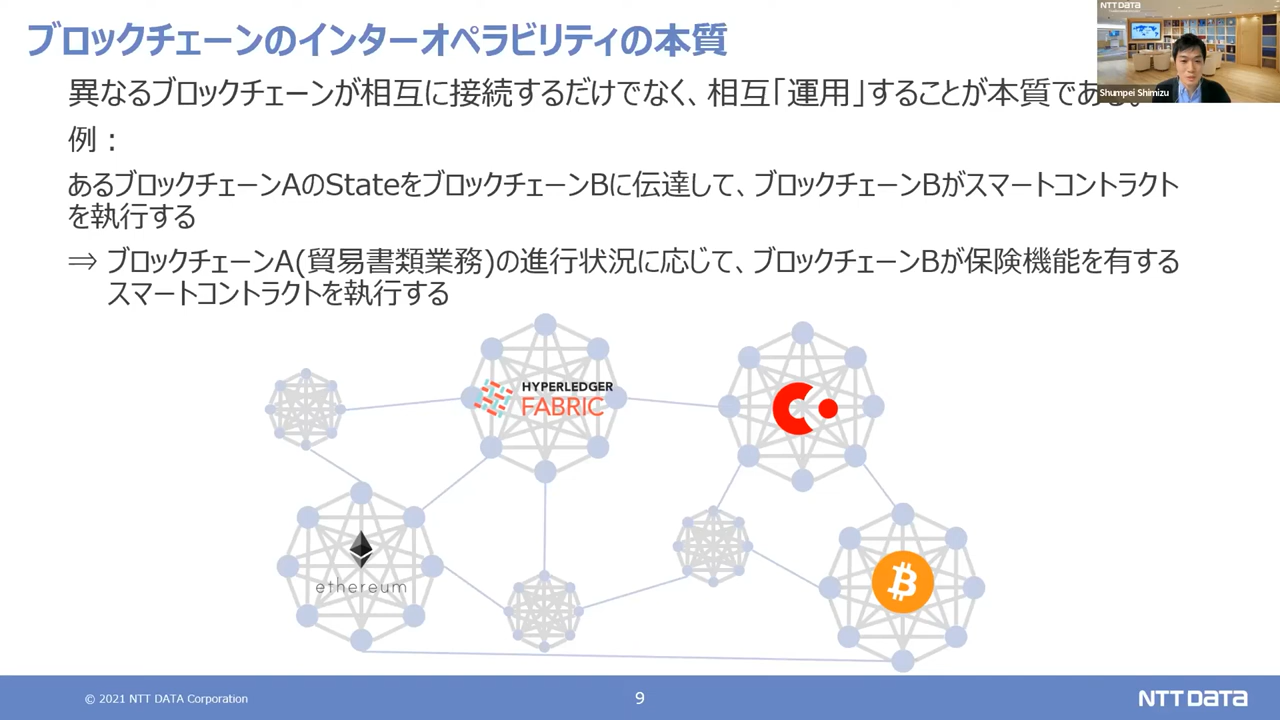 ブロックチェーンのインターオペラビリティの本質
NTT DATA
Shumpei Shimizu
異なるブロックチェーンが相互に接続するだけでなく、相互「運用」することが本質である。
例：
あるブロックチェーンAのStateをブロックチェーンBに伝達して、ブロックチェーンBがスマートコントラクト
を執行する
⇒ ブロックチェーンA(貿易書類業務)の進行状況に応じて、ブロックチェーンBが保険機能を有する
スマートコントラクトを執行する
HYPERLEDGER
FABRIC
ethereum
© 2021 NTT DATA Corporation
9
NTT DATA